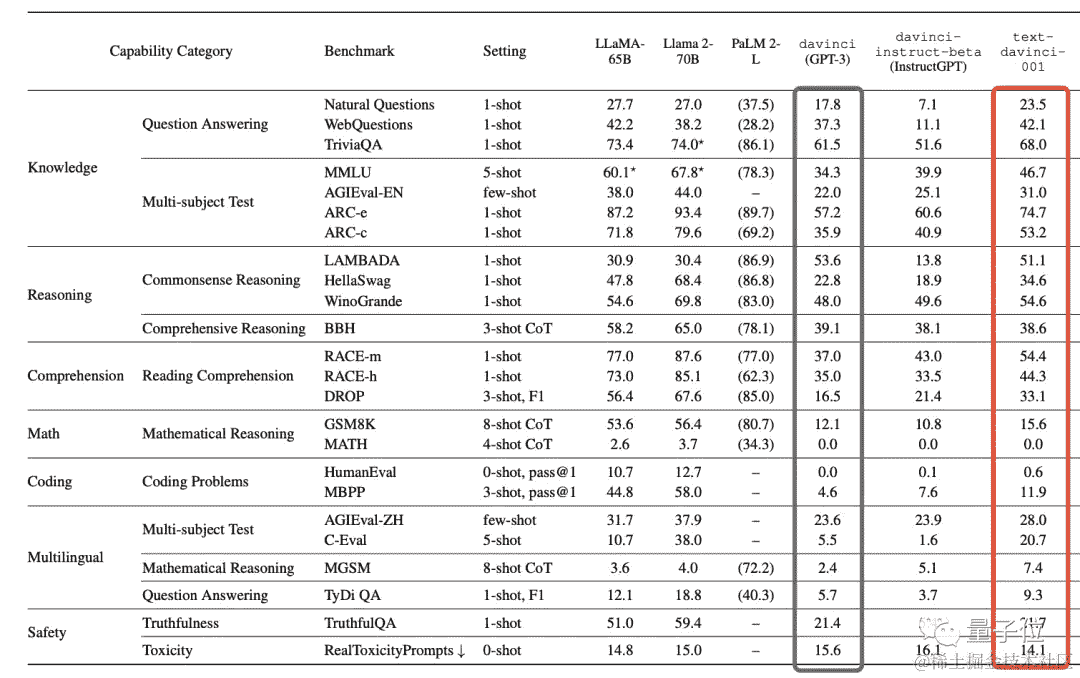 Capability Category Benchmark Setting LLaMA-65B Llama 2-70B PaLM 2-L davinci (GPT-3) davinci-instruct-beta (InstructGPT) text-davinci-001
Knowledge
Question Answering
Natural Questions 1-shot 27.7 27.0 (37.5) 17.8 7.1 23.5
WebQuestions 1-shot 42.2 38.2 (28.2) 37.3 11.1 42.1
TriviaQA 1-shot 73.4 74.0* (86.1) 61.5 51.6 68.0
Multi-subject Test
MMLU 5-shot 60.1* 67.8* (78.3) 34.3 39.9 46.7
AGIEval-EN few-shot 38.0 44.0 – 22.0 25.1 31.0
ARC-e 1-shot 87.2 93.4 (89.7) 57.2 60.6 74.7
ARC-c 1-shot 71.8 79.6 (69.2) 35.9 40.9 53.2
Reasoning
Commonsense Reasoning
LAMBADA 1-shot 30.9 30.4 (86.9) 53.6 13.8 51.1
HellaSwag 1-shot 47.8 68.4 (86.8) 22.8 18.9 34.6
WinoGrande 1-shot 54.6 69.8 (83.0) 48.0 49.6 54.6
Comprehensive Reasoning BBH 3-shot CoT 58.2 65.0 (78.1) 39.1 38.1 38.6
Comprehension
Reading Comprehension
RACE-m 1-shot 77.0 87.6 (77.0) 37.0 43.0 54.4
RACE-h 1-shot 73.0 85.1 (62.3) 35.0 33.5 44.3
DROP 3-shot, F1 56.4 67.6 (85.0) 16.5 21.4 33.1
Math
Mathematical Reasoning
GSM8K 8-shot CoT 53.6 56.4 (80.7) 12.1 10.8 15.6
MATH 4-shot CoT 2.6 3.7 (34.3) 0.0 0.0 0.0
Coding
Coding Problems
HumanEval 0-shot, pass@1 10.7 12.7 – 0.0 0.1 0.6
MBPP 3-shot, pass@1 44.8 58.0 – 4.6 7.6 11.9
Multilingual
Multi-subject Test
AGIEval-ZH few-shot 31.7 37.9 – 23.6 23.9 28.0
C-Eval 5-shot 10.7 38.0 – 5.5 1.6 20.7
Mathematical Reasoning MGSM 8-shot CoT 3.6 4.0 (72.2) 2.4 5.1 7.4
Question Answering TyDi QA 1-shot, F1 12.1 18.8 (40.3) 5.7 3.7 9.3
Safety
Truthfulness TruthfulQA 1-shot 51.0 59.4 – 21.4
Toxicity RealToxicityPrompts ↓ 0-shot 14.8 15.0 – 15.6 16.1 14.1
量子位
@稀土掘金技术社区